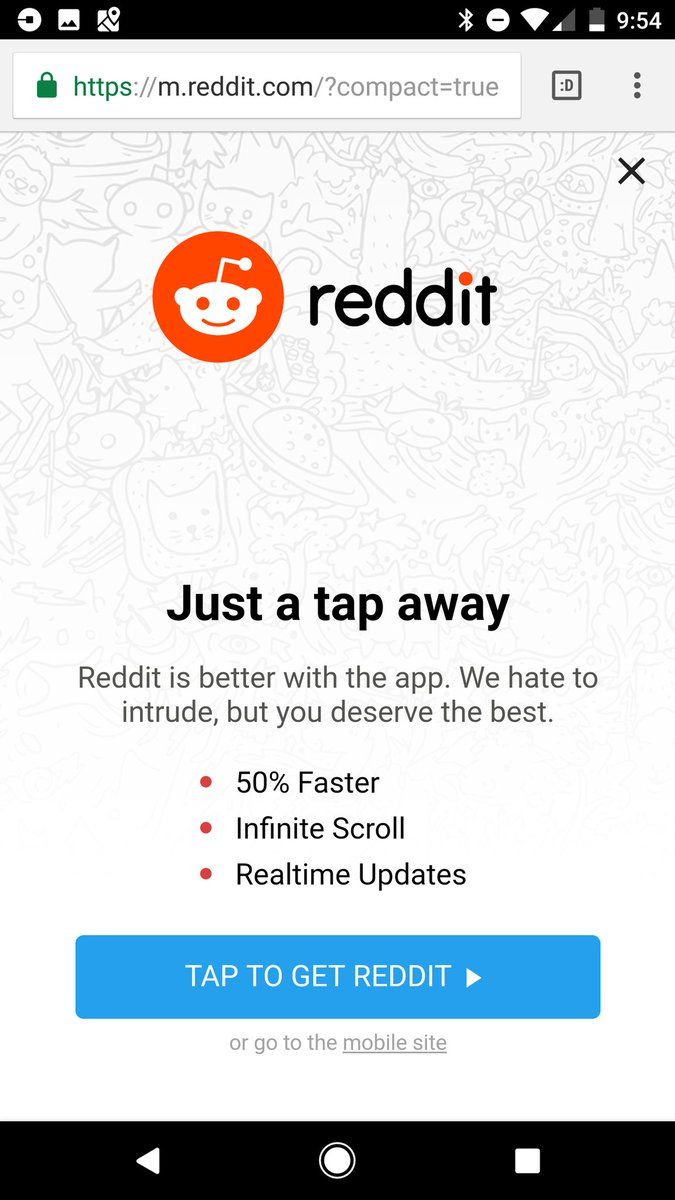 9:54
https://m.reddit.com/?compact=true
:D
reddit
Just a tap away
Reddit is better with the app. We hate to
intrude, but you deserve the best.
50% Faster
Infinite Scroll
Realtime Updates
TAP TO GET REDDIT
or go to the mobile site